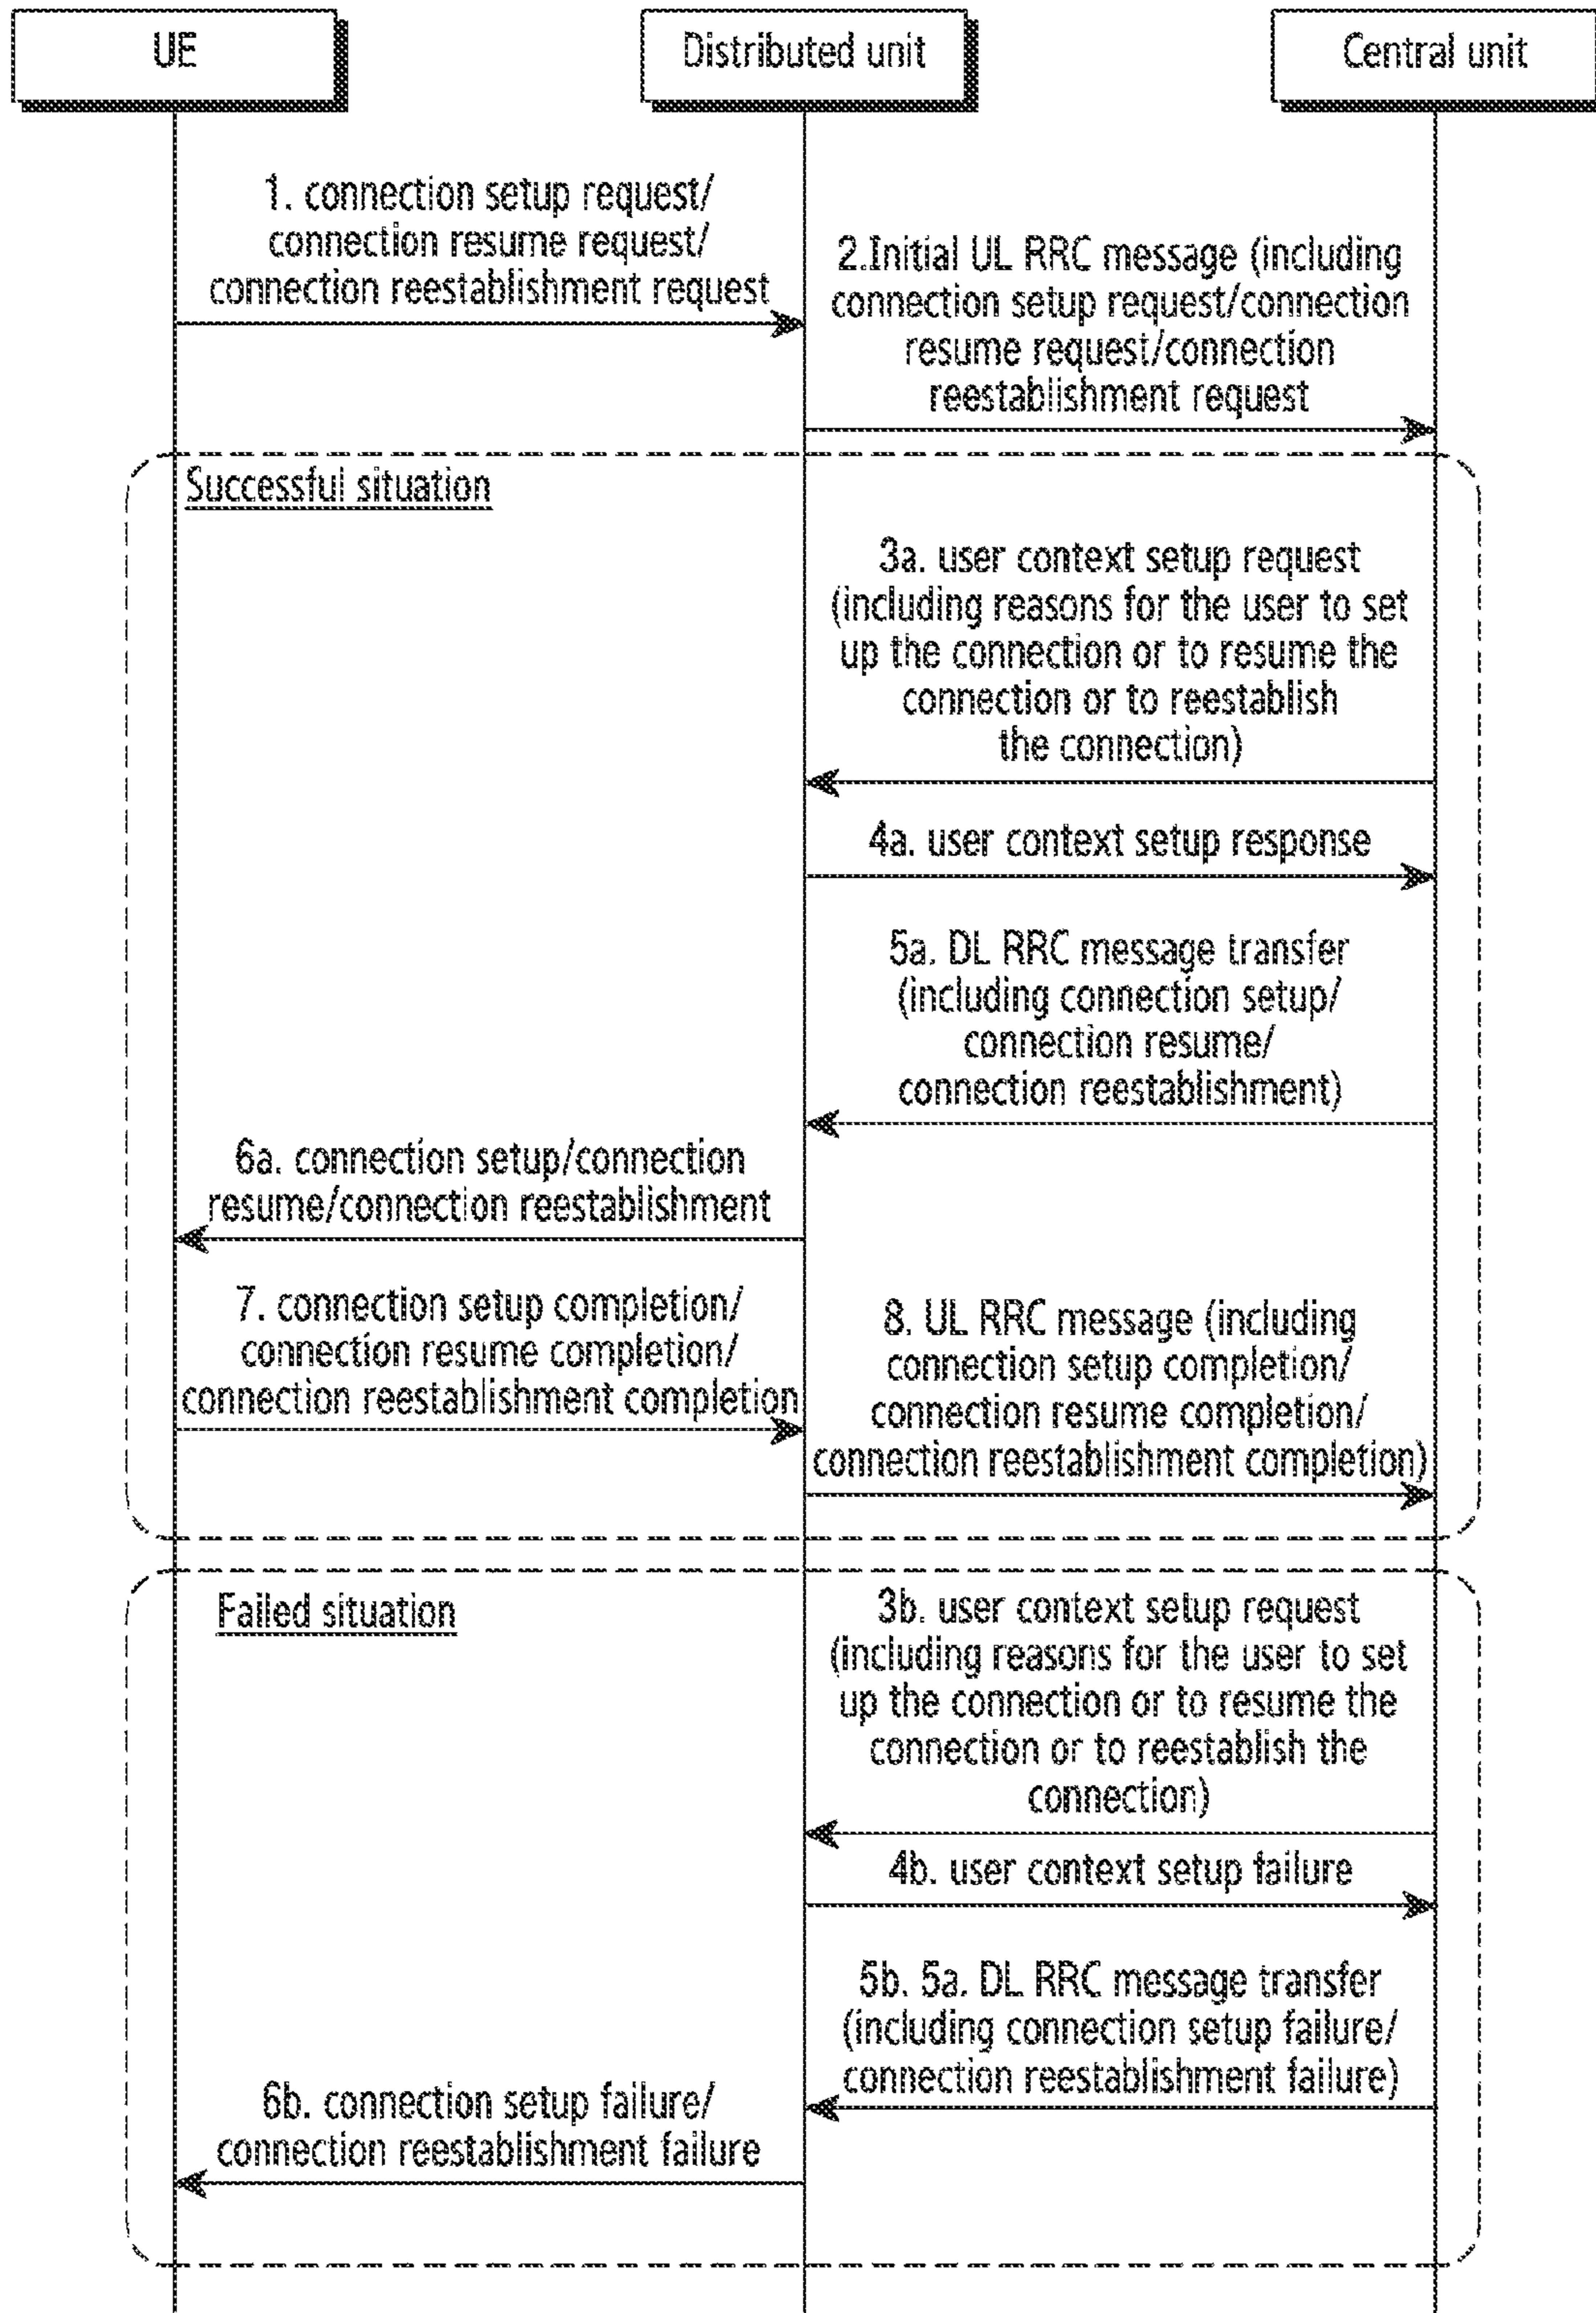 UE
Distributed unit
Central unit
1. connection setup request/
connection resume request/
connection reestablishment request
2.Initial UL RRC message (including
connection setup request/connection
resume request/connection
reestablishment request
Successful situation
3a. user context setup request
(including reasons for the user to set
up the connection or to resume the
connection or to reestablish
the connection)
4a. user context setup response
5a. DL RRC message transfer
(including connection setup/
connection resume/
connection reestablishment)
6a. connection setup/connection
resume/connection reestablishment
7. connection setup completion/
connection resume completion/
connection reestablishment completion
8. UL RRC message (including
connection setup completion/
connection resume completion/
connection reestablishment completion)
Failed situation
3b. user context setup request
(including reasons for the user to set
up the connection or to resume the
connection or to reestablish the
connection)
4b. user context setup failure
5b. 5a. DL RRC message transfer
(including connection setup failure/
connection reestablishment failure)
6b. connection setup failure/
connection reestablishment failure